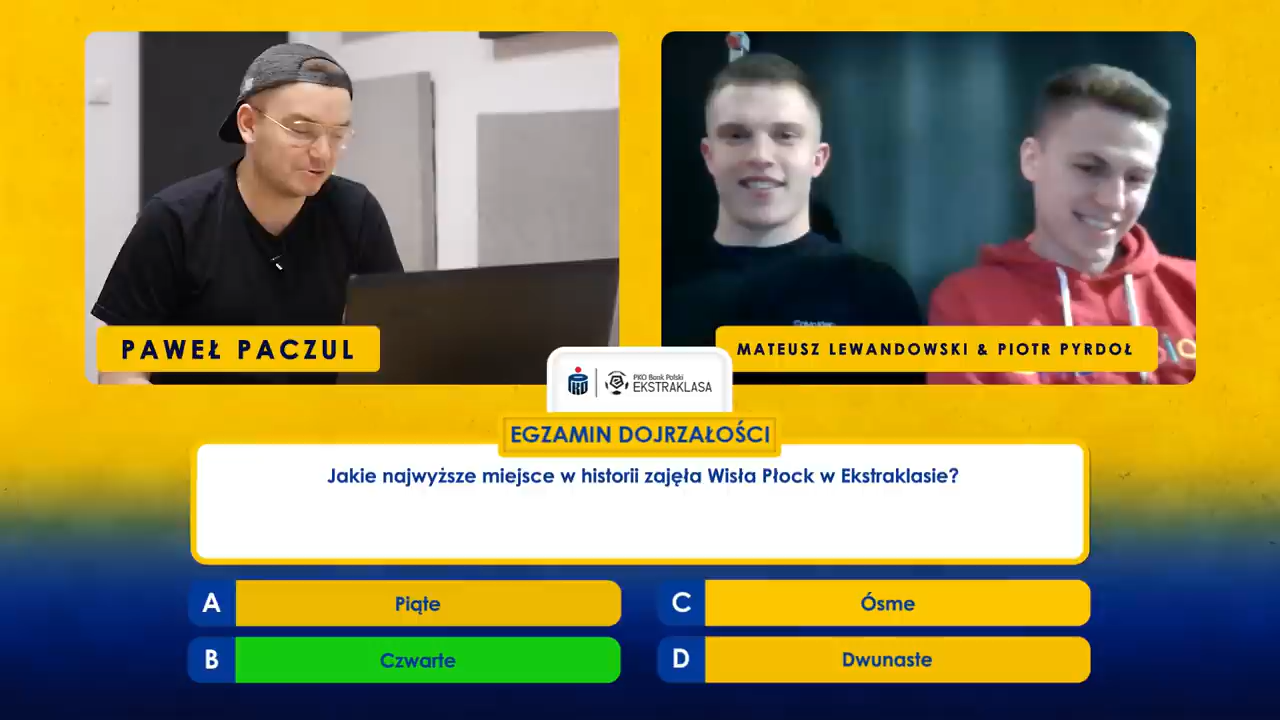 PAWEŁ PACZUL
MATEUSZ LEWANDOWSKI & PIOTR PYRDOŁ
PKO Bank Polski
EKSTRAKLASA
EGZAMIN DOJRZAŁOŚCI
Jakie najwyższe miejsce w historii zajęła Wisła Płock w Ekstraklasie?
A Piąte
B Czwarte
C Ósme
D Dwunaste